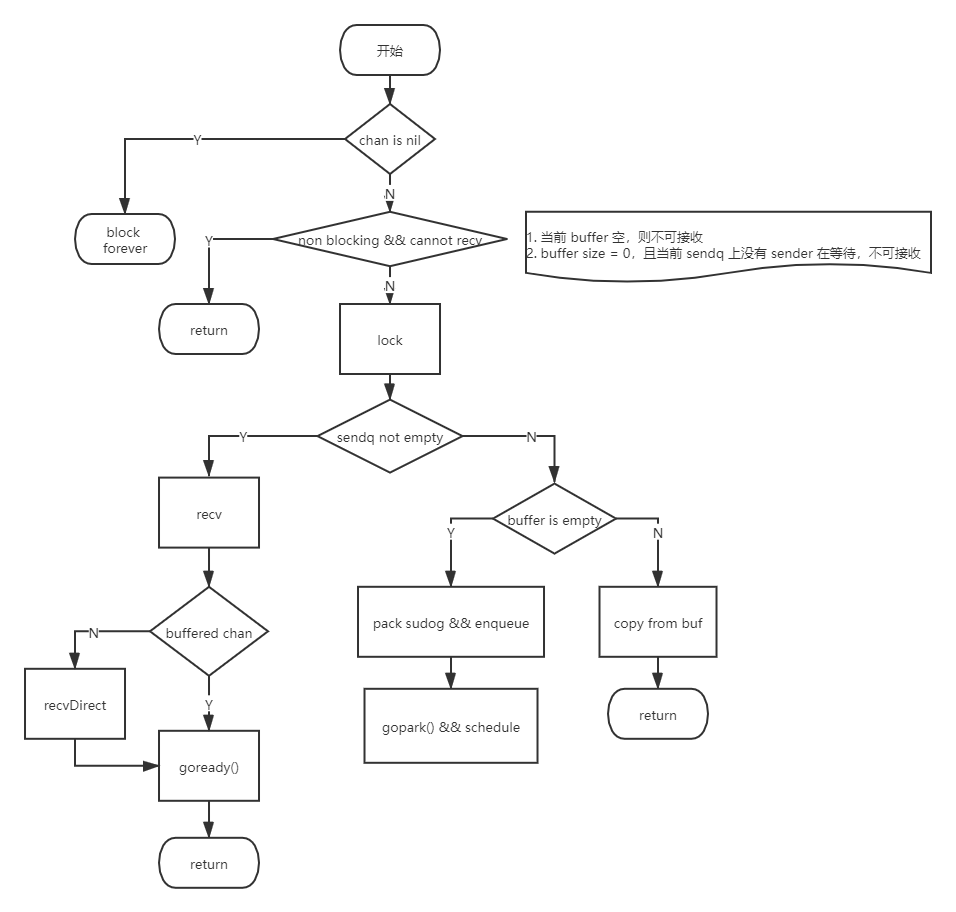 开始
chan is nil
Y
N
block
forever
non blocking && cannot recv
1. 当前 buffer 空，则不可接收
2. buffer size = 0，且当前 sendq 上没有 sender 在等待，不可接收
Y
N
return
lock
sendq not empty
Y
N
recv
buffer is empty
Y
N
pack sudog && enqueue
copy from buf
buffered chan
N
Y
recvDirect
gopark() && schedule
return
goready()
return